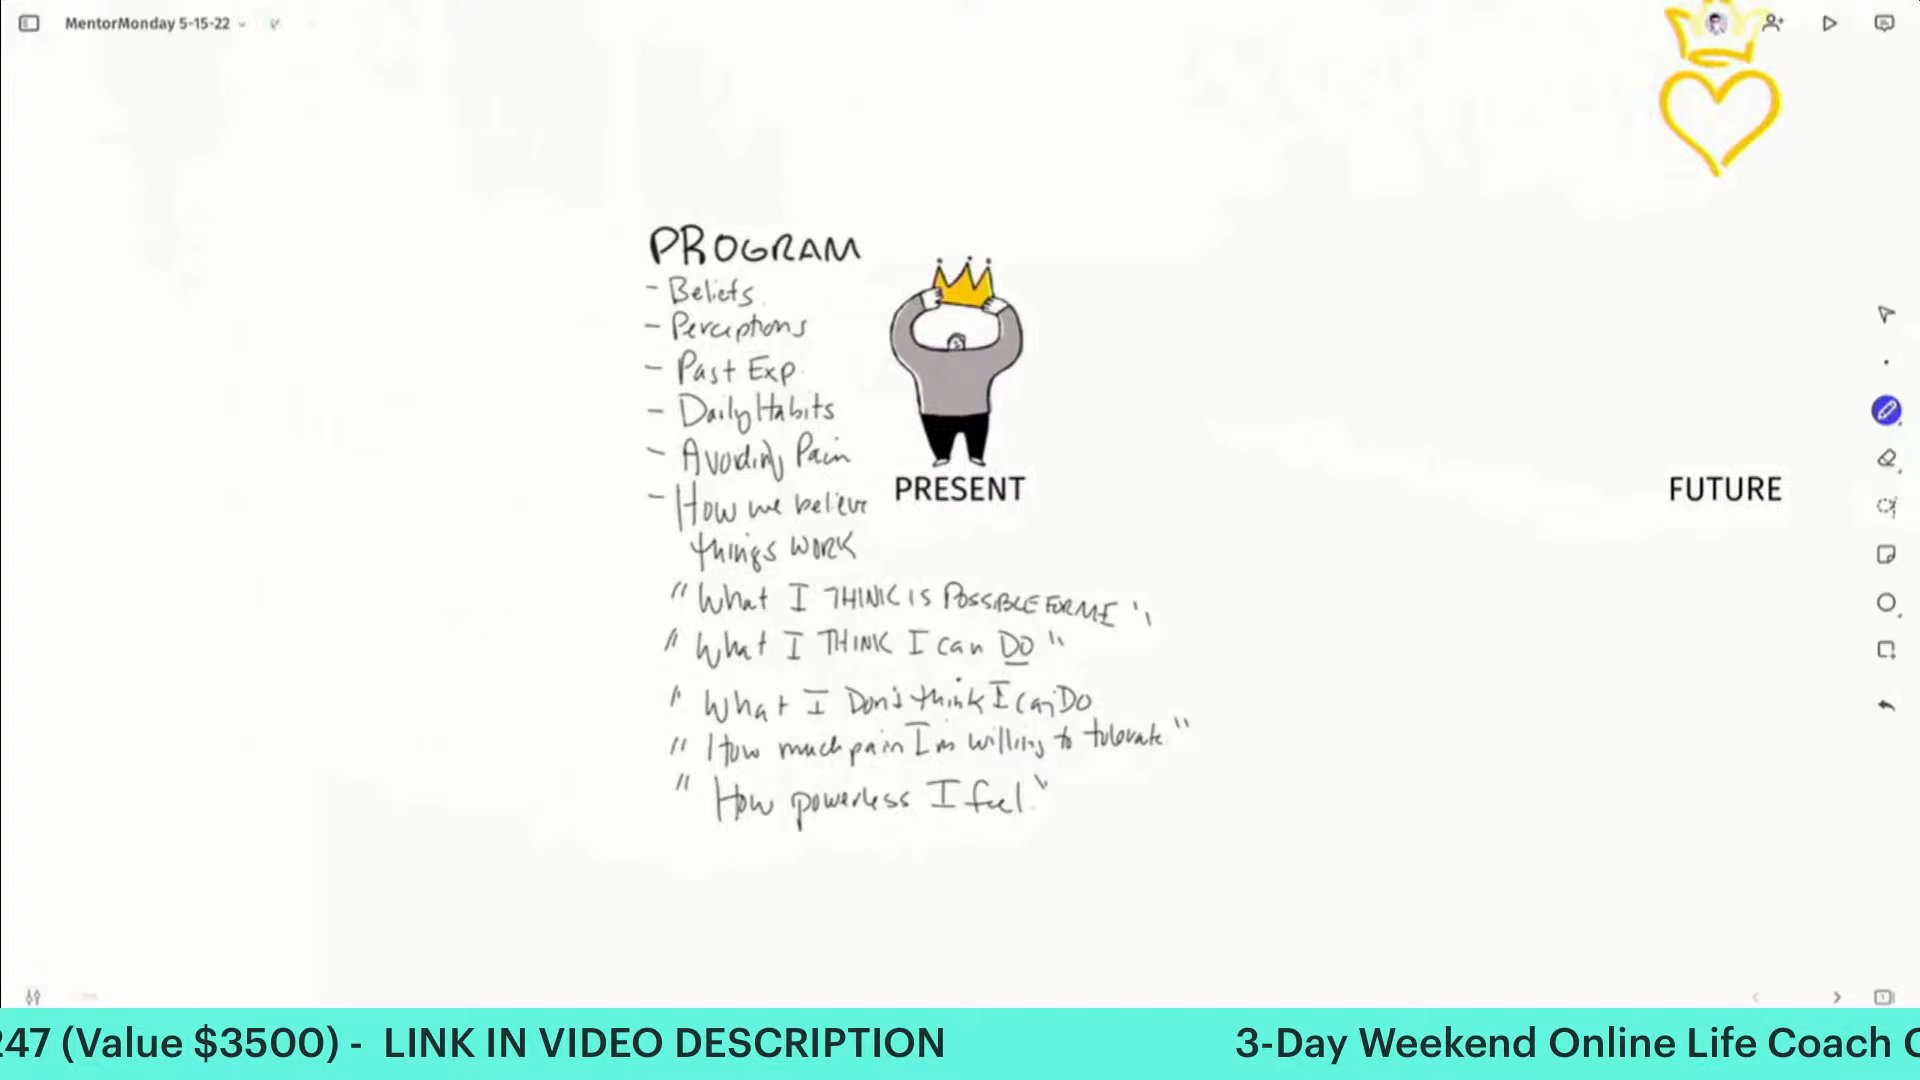 MentorMonday 5-15-22
PROGRAM
- Beliefs
- Perceptions
- Past Exp.
- Daily Habits
- Avoiding Pain
- How we believe
things WORK
PRESENT
FUTURE
"What I THINK IS POSSIBLE FOR ME"
"What I THINK I can DO"
"What I Don't think I can DO
"How much pain I'm willing to tolerate"
"How powerless I feel"
247 (Value $3500) - LINK IN VIDEO DESCRIPTION 3-Day Weekend Online Life Coach C